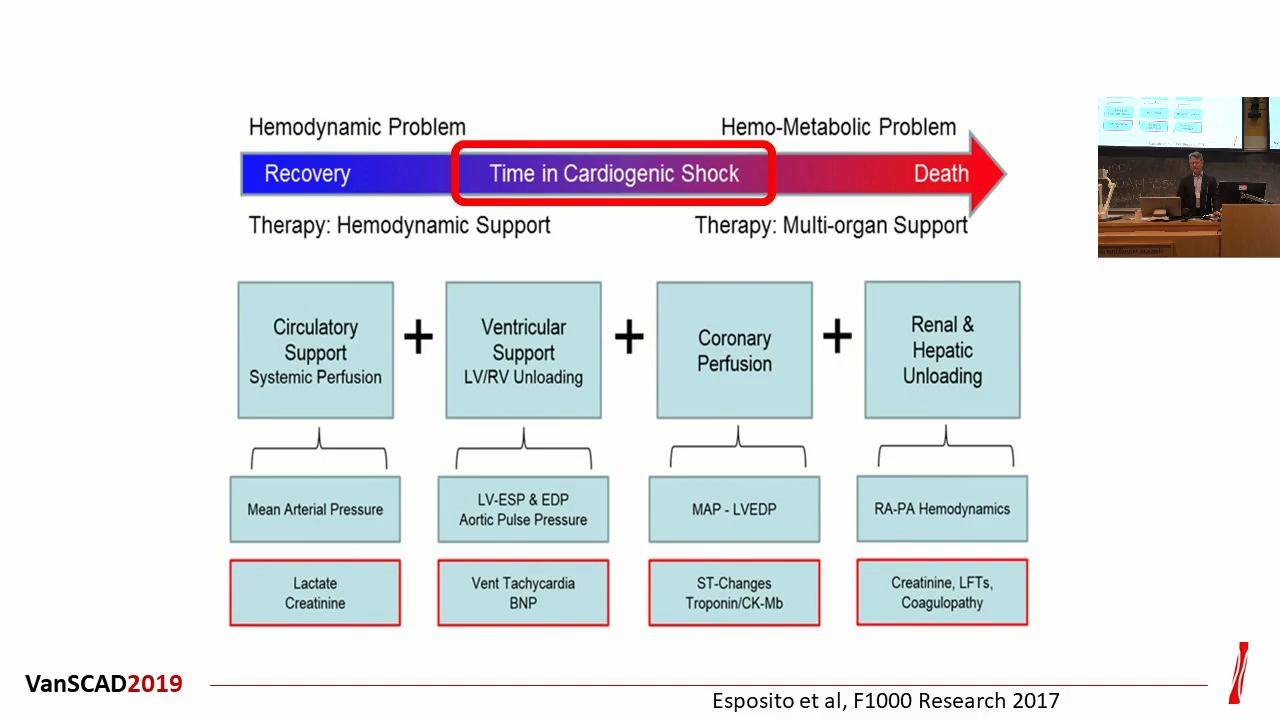 Hemodynamic Problem
Hemo-Metabolic Problem
Recovery
Time in Cardiogenic Shock
Death
Therapy: Hemodynamic Support
Therapy: Multi-organ Support
Circulatory
Support
Systemic Perfusion
+
Ventricular
Support
LV/RV Unloading
+
Coronary
Perfusion
+
Renal &
Hepatic
Unloading
Mean Arterial Pressure
LV-ESP & EDP
Aortic Pulse Pressure
MAP - LVEDP
RA-PA Hemodynamics
Lactate
Creatinine
Vent Tachycardia
BNP
ST-Changes
Troponin/CK-Mb
Creatinine, LFTs,
Coagulopathy
VanSCAD2019
Esposito et al, F1000 Research 2017